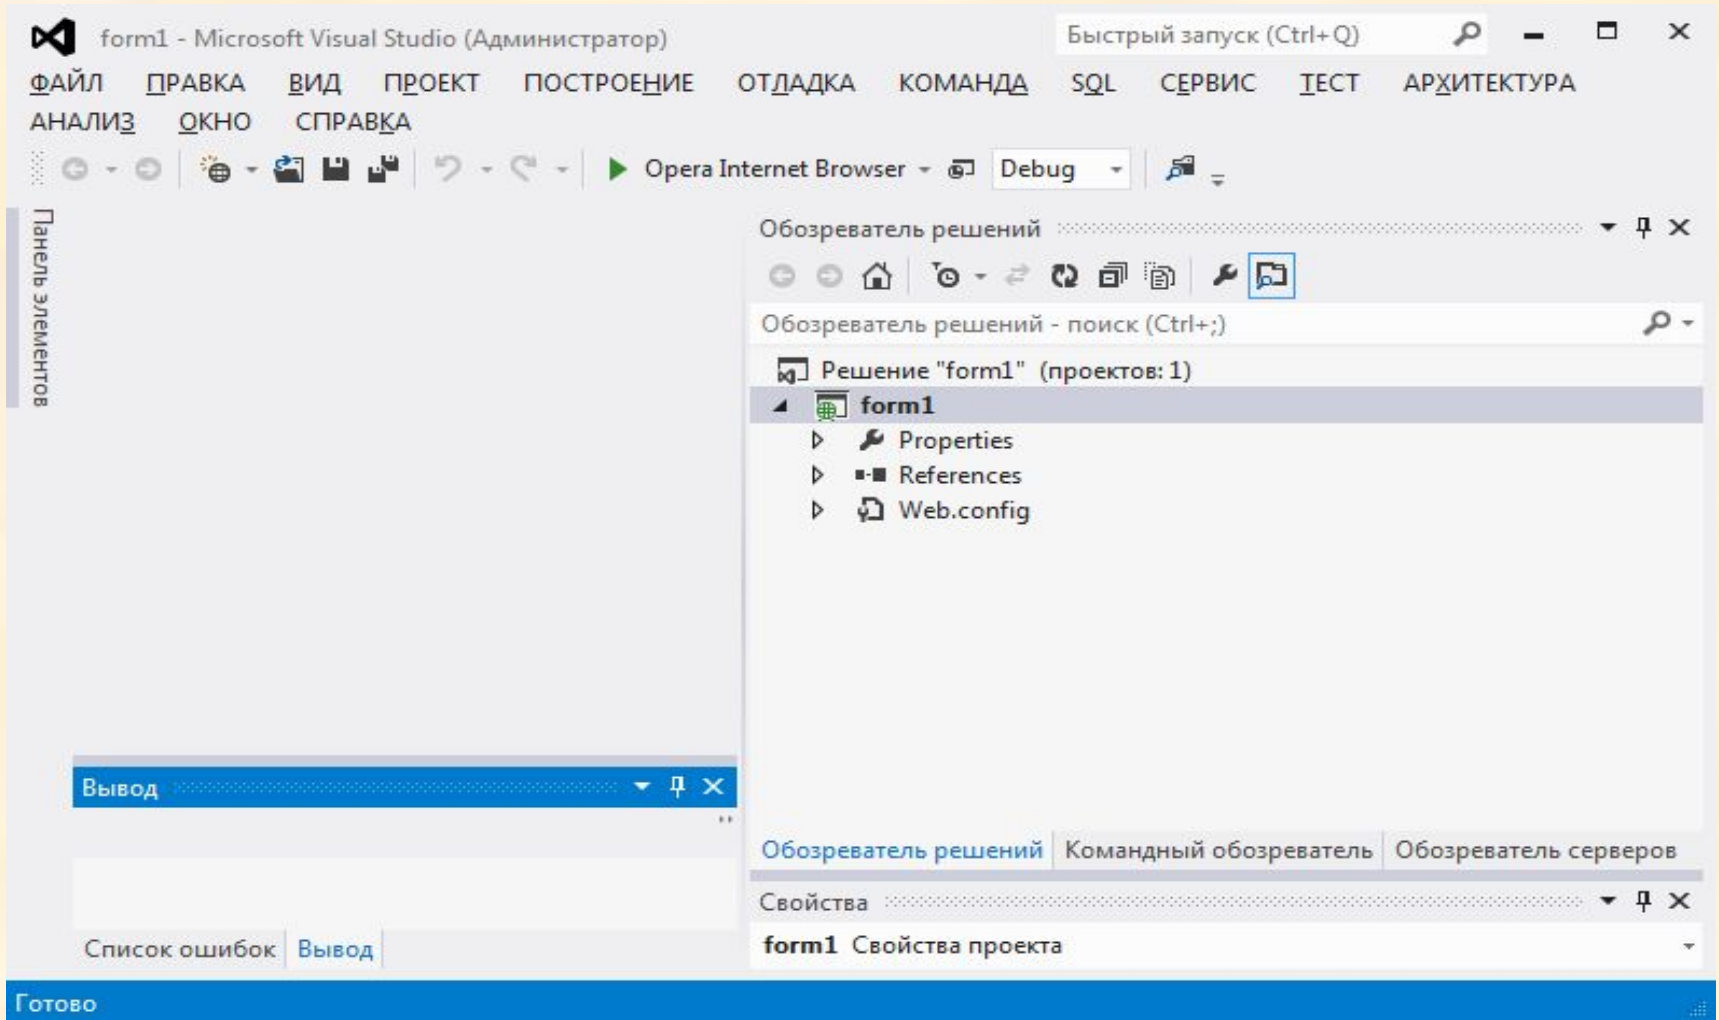 form1 - Microsoft Visual Studio (Администратор)
Быстрый запуск (Ctrl+Q)
ФАЙЛ ПРАВКА ВИД ПРОЕКТ ПОСТРОЕНИЕ ОТЛАДКА КОМАНДА SQL СЕРВИС ТЕСТ АРХИТЕКТУРА
АНАЛИЗ ОКНО СПРАВКА
Opera Internet Browser Debug
Панель элементов
Обозреватель решений
Обозреватель решений - поиск (Ctrl+;)
Решение "form1" (проектов: 1)
form1
Properties
References
Web.config
Вывод
Список ошибок Вывод
Обозреватель решений Командный обозреватель Обозреватель серверов
Свойства
form1 Свойства проекта
Готово